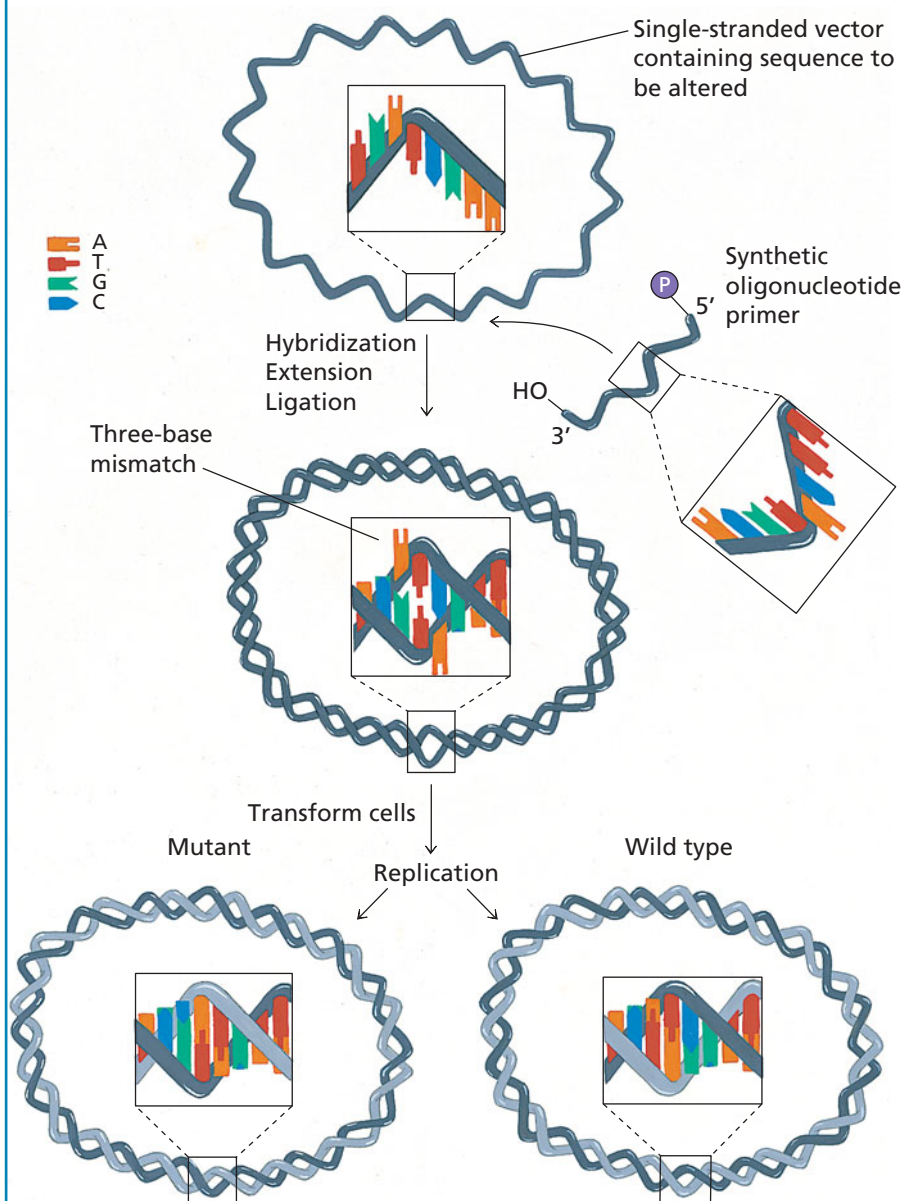 Single-stranded vector
containing sequence to
be altered
A
T
G
C
P
5’
Synthetic
oligonucleotide
primer
HO
3’
Hybridization
Extension
Ligation
Three-base
mismatch
Transform cells
Mutant
Wild type
Replication